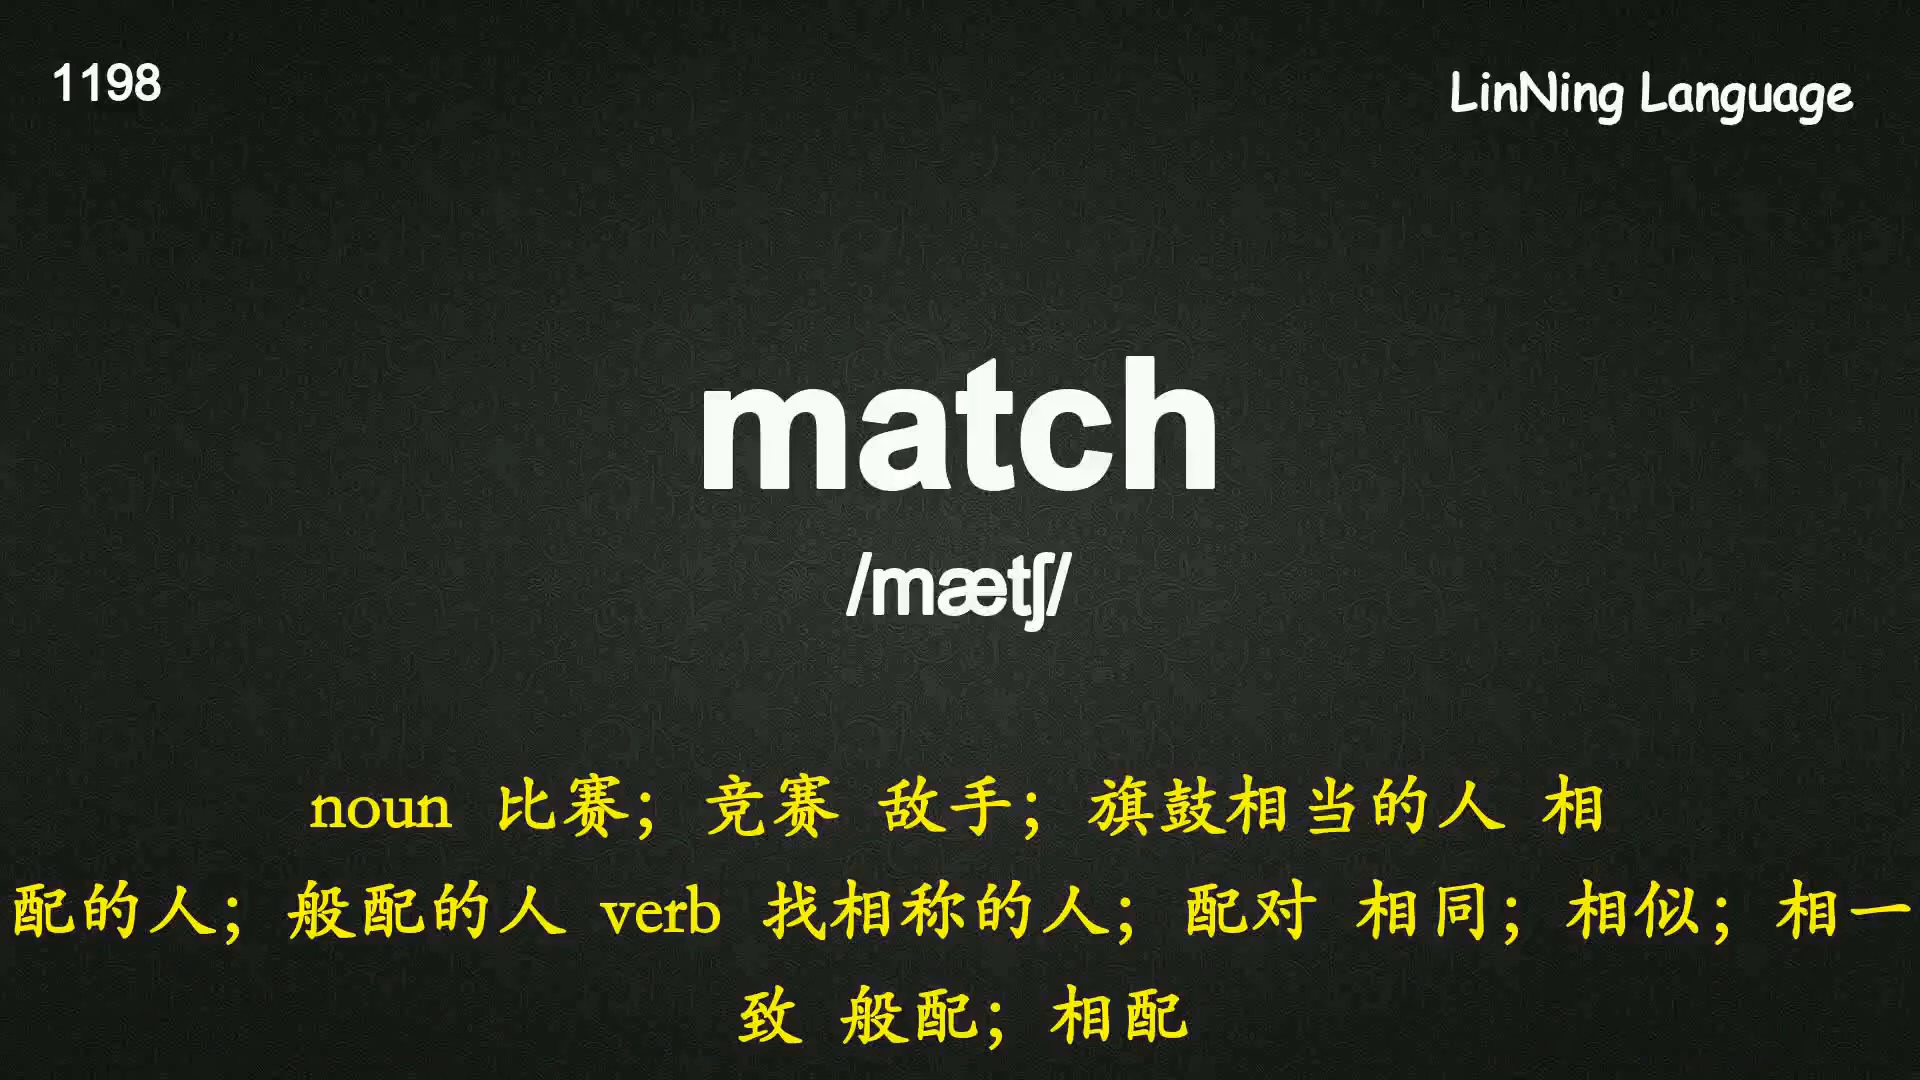 1198
LinNing Language
match
/mætʃ/
noun 比赛；竞赛 敌手；旗鼓相当的人 相
配的人；般配的人 verb 找相称的人；配对 相同；相似；相一
致 般配；相配